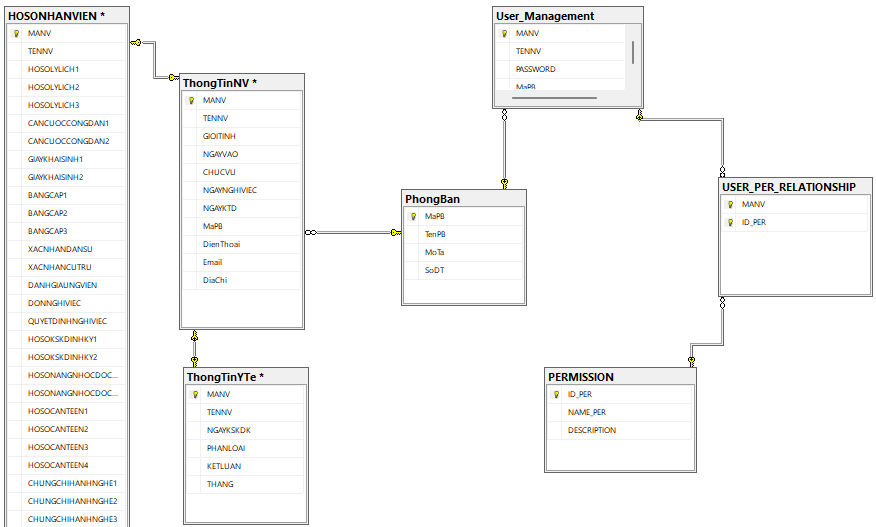 HOSONHANVIEN *
MANV
TENNV
HOSOLYLICH1
HOSOLYLICH2
HOSOLYLICH3
CANCUOCCONGDAN1
CANCUOCCONGDAN2
GIAYKHAISINH1
GIAYKHAISINH2
BANGCAP1
BANGCAP2
BANGCAP3
XACNHANDANSU
XACNHANCUTRU
DANHGIAUNGVIEN
DONNGHIVIEC
QUYETDINHNGHIVIEC
HOSOKSKDINHKY1
HOSOKSKDINHKY2
HOSONANGNHOCDOC...
HOSONANGNHOCDOC...
HOSOCANTEEN1
HOSOCANTEEN2
HOSOCANTEEN3
HOSOCANTEEN4
CHUNGCHIHANHNGHE1
CHUNGCHIHANHNGHE2
CHUNGCHIHANHNGHE3
ThongTinNV *
MANV
TENNV
GIOITINH
NGAYVAO
CHUCVU
NGAYNGHIVIEC
NGAYKTD
MaPB
DienThoai
Email
DiaChi
ThongTinYTe *
MANV
TENNV
NGAYKSKDK
PHANLOAI
KETLUAN
THANG
PhongBan
MaPB
TenPB
MoTa
SoDT
User_Management
MANV
TENNV
PASSWORD
MaPB
USER_PER_RELATIONSHIP
MANV
ID_PER
PERMISSION
ID_PER
NAME_PER
DESCRIPTION